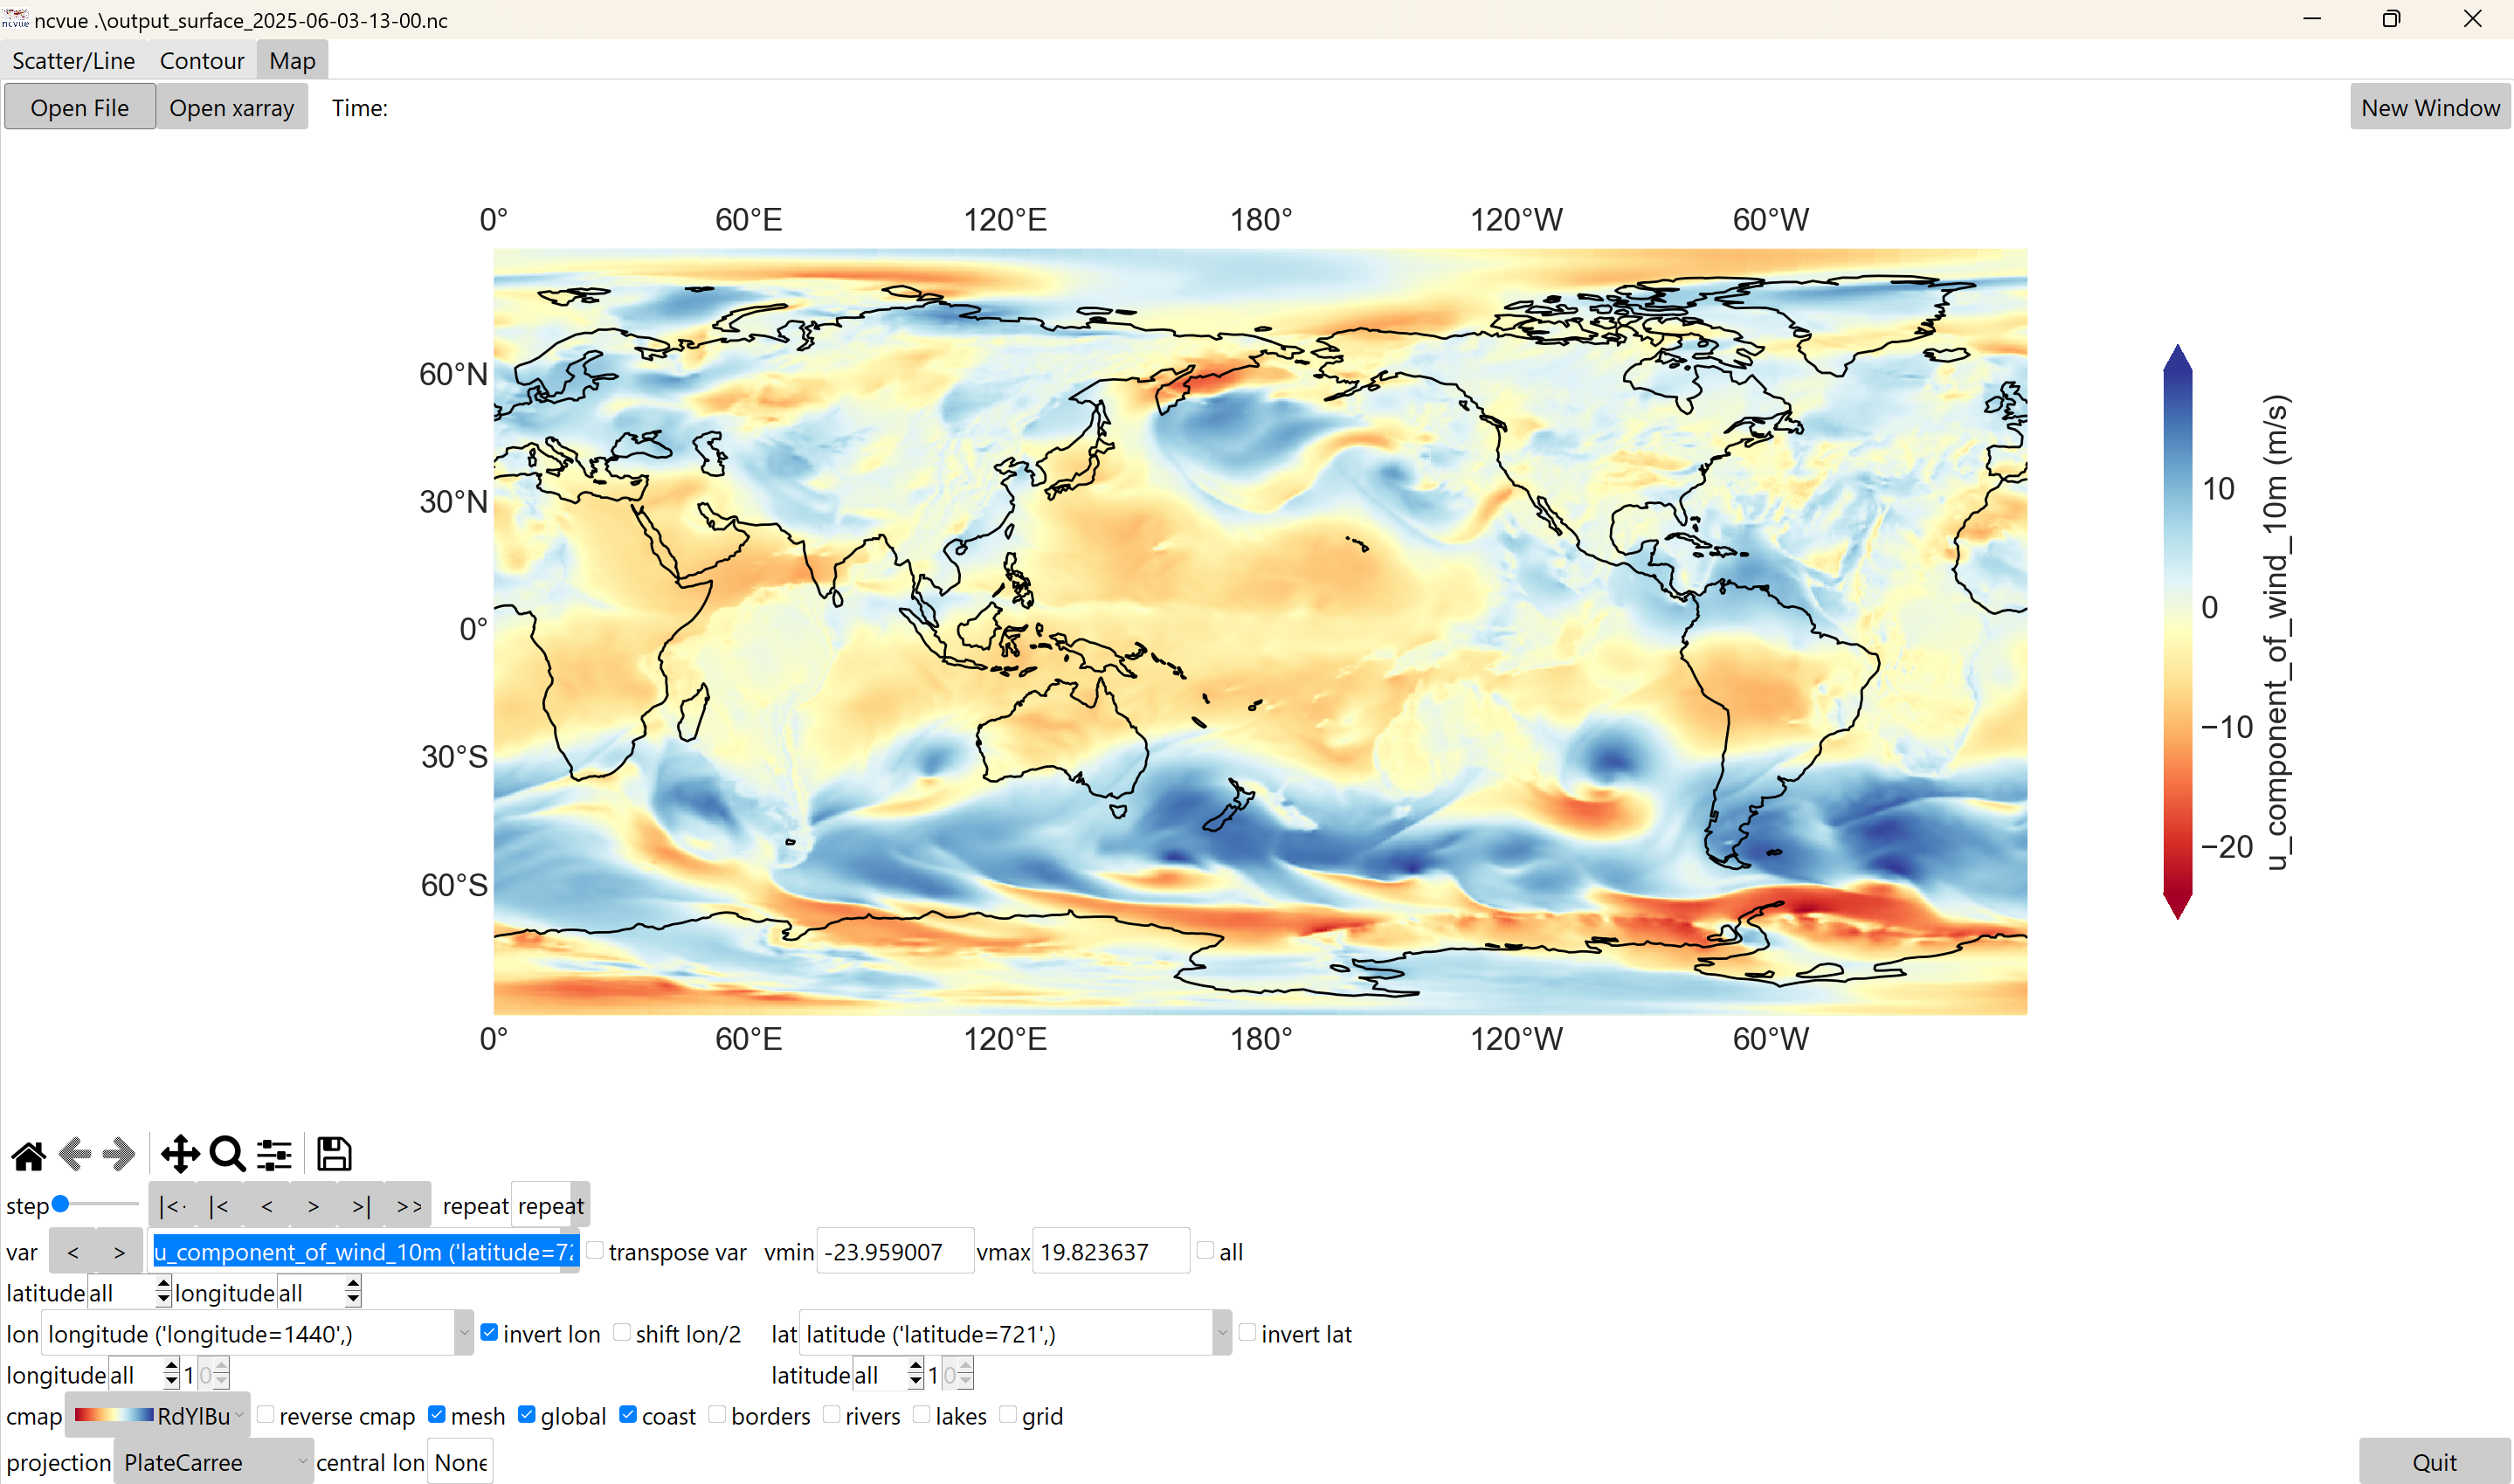 ncvue .\output_surface_2025-06-03-13-00.nc
Scatter/Line Contour Map
Open File Open xarray Time: New Window
0° 60°E 120°E 180° 120°W 60°W
60°N
30°N
0°
30°S
60°S
0° 60°E 120°E 180° 120°W 60°W
10
0
−10
−20
u_component_of_wind_10m (m/s)
step |<· |< < > >| >> repeat repeat
var < > u_component_of_wind_10m ('latitude=72 transpose var vmin -23.959007 vmax 19.823637 all
latitude all longitude all
lon longitude ('longitude=1440',) invert lon shift lon/2 lat latitude ('latitude=721',) invert lat
longitude all 1 0 latitude all 1 0
cmap RdYlBu reverse cmap mesh global coast borders rivers lakes grid
projection PlateCarree central lon None Quit